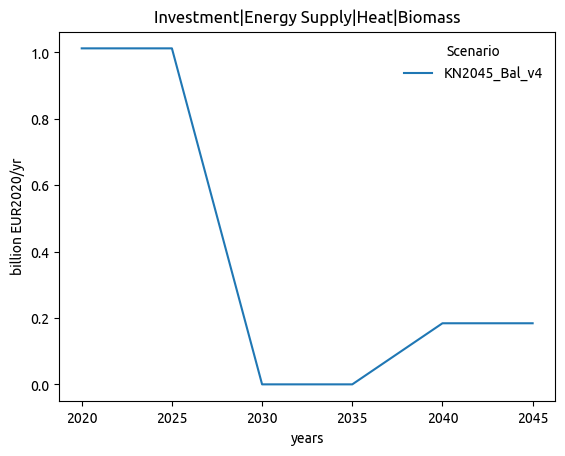 Investment|Energy Supply|Heat|Biomass
Scenario
KN2045_Bal_v4
billion EUR2020/yr
1.0
0.8
0.6
0.4
0.2
0.0
2020 2025 2030 2035 2040 2045
years